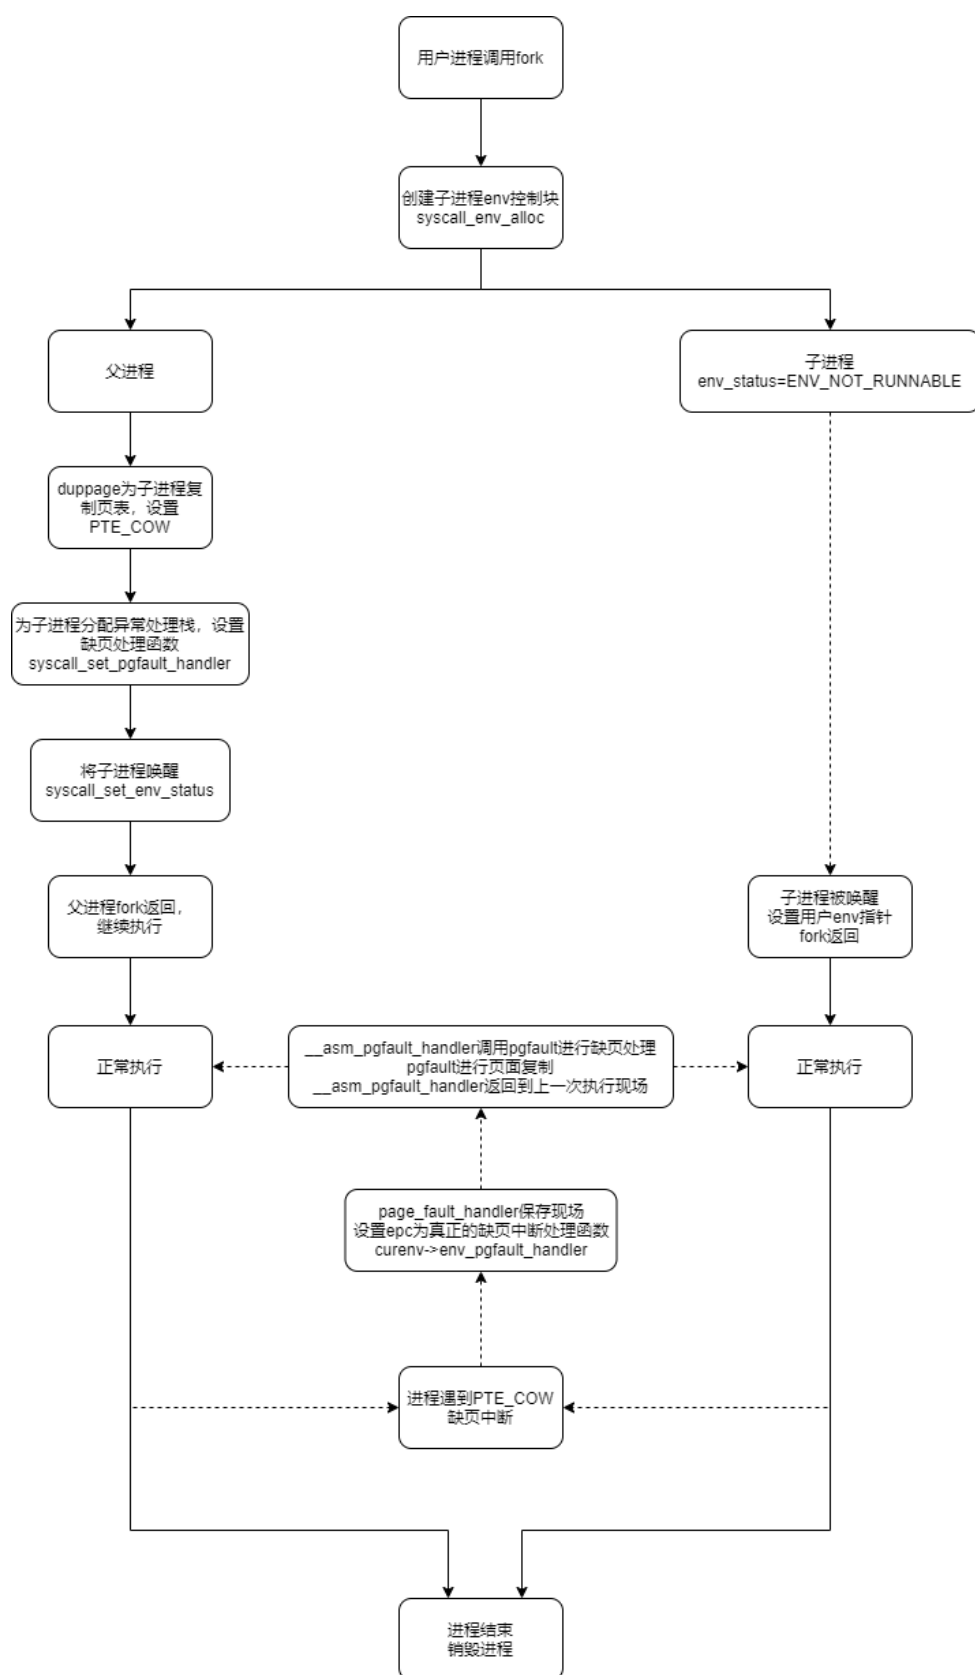 用户进程调用fork
创建子进程env控制块
syscall_env_alloc
父进程
子进程
env_status=ENV_NOT_RUNNABLE
duppage为子进程复
制页表，设置
PTE_COW
为子进程分配异常处理栈，设置
缺页处理函数
syscall_set_pgfault_handler
将子进程唤醒
syscall_set_env_status
父进程fork返回，
继续执行
子进程被唤醒
设置用户env指针
fork返回
正常执行
__asm_pgfault_handler调用pgfault进行缺页处理
pgfault进行页面复制
__asm_pgfault_handler返回到上一次执行现场
正常执行
page_fault_handler保存现场
设置epc为真正的缺页中断处理函数
curenv->env_pgfault_handler
进程遇到PTE_COW
缺页中断
进程结束
销毁进程